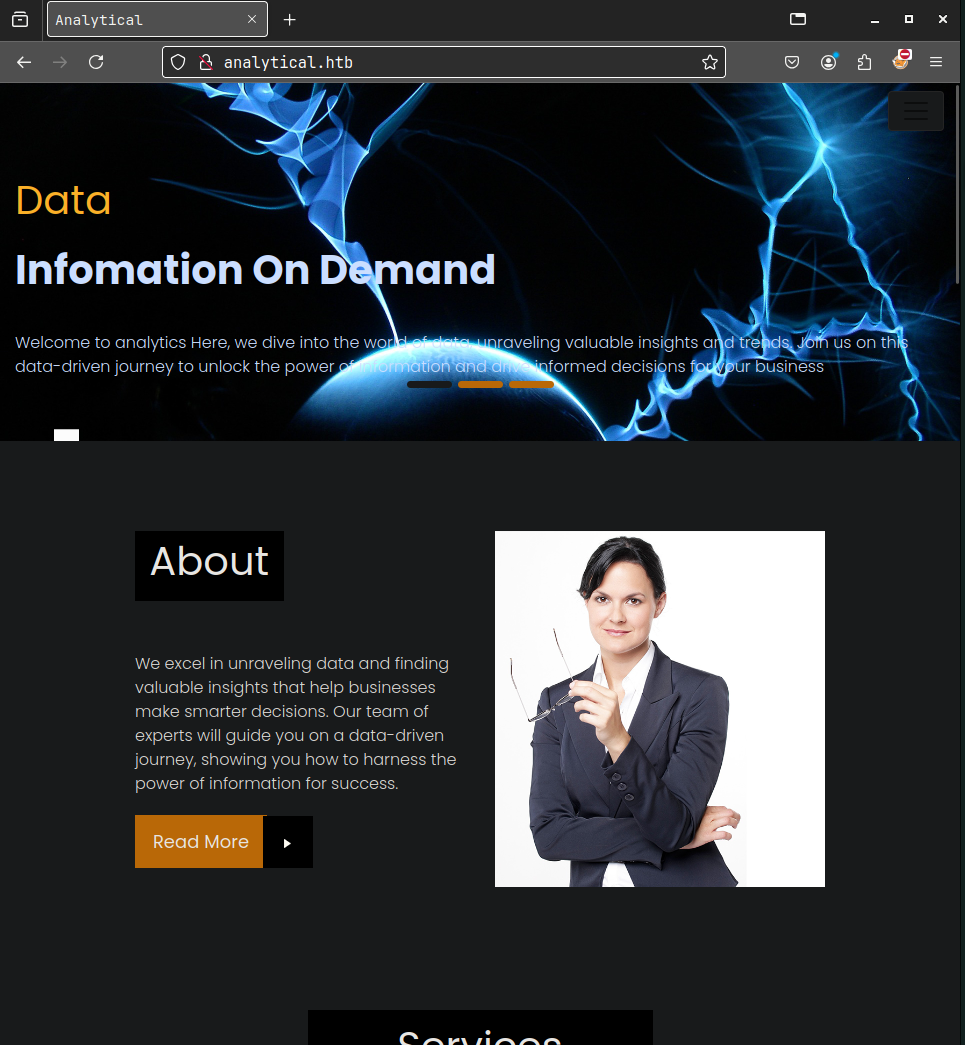 Analytical
analytical.htb
Data
Infomation On Demand
Welcome to analytics Here, we dive into the world of data, unraveling valuable insights and trends. Join us on this
data-driven journey to unlock the power of information and drive informed decisions for your business
About
We excel in unraveling data and finding
valuable insights that help businesses
make smarter decisions. Our team of
experts will guide you on a data-driven
journey, showing you how to harness the
power of information for success.
Read More
Services